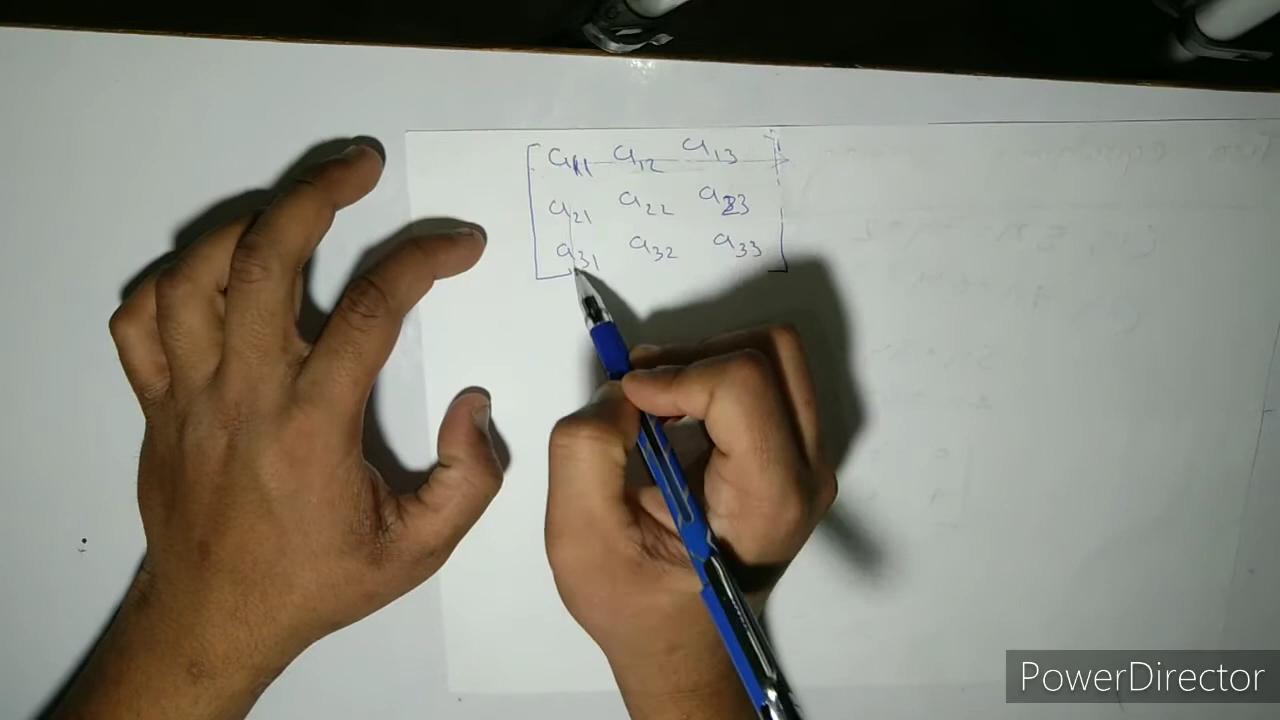 a11 a12 a13
a21 a22 a23
a31 a32 a33
PowerDirector